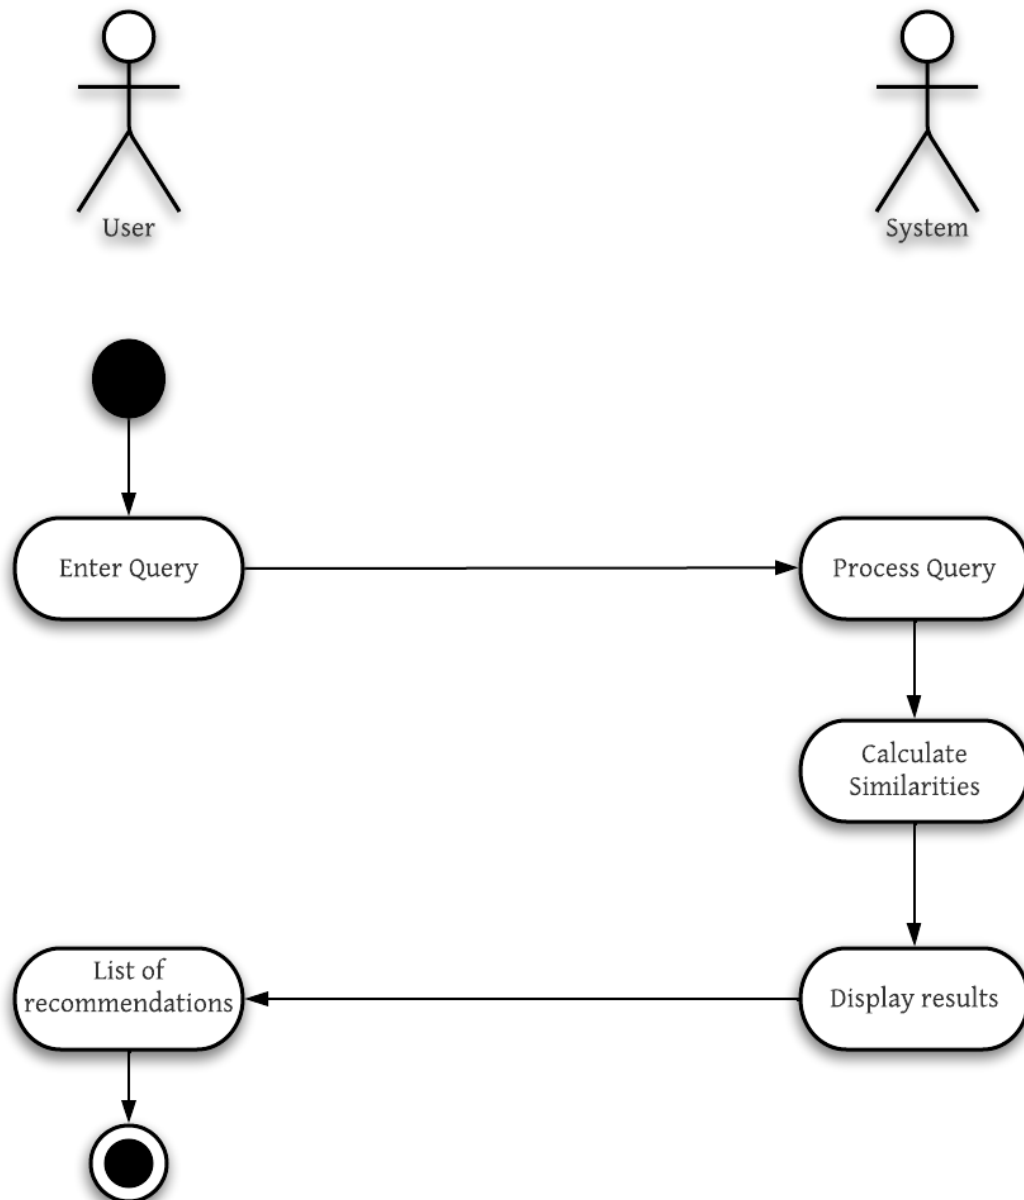 User
System
Enter Query
Process Query
Calculate
Similarities
List of
recommendations
Display results